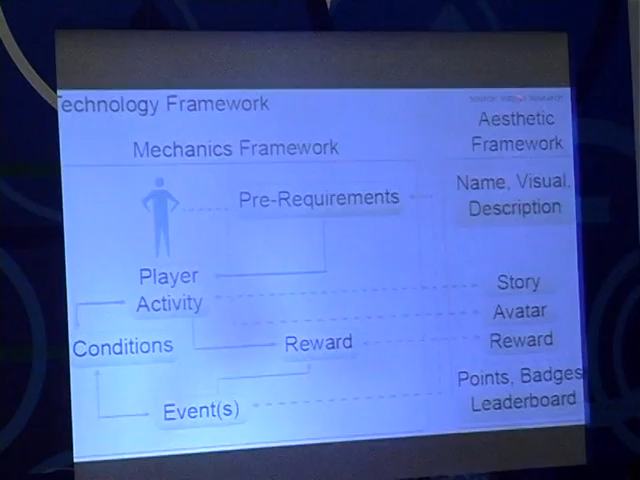 Technology Framework
Aesthetic
Framework
Mechanics Framework
Name, Visual,
Description
Pre-Requirements
Player
Activity
Story
Avatar
Conditions
Reward
Reward
Points, Badges
Leaderboard
Event(s)